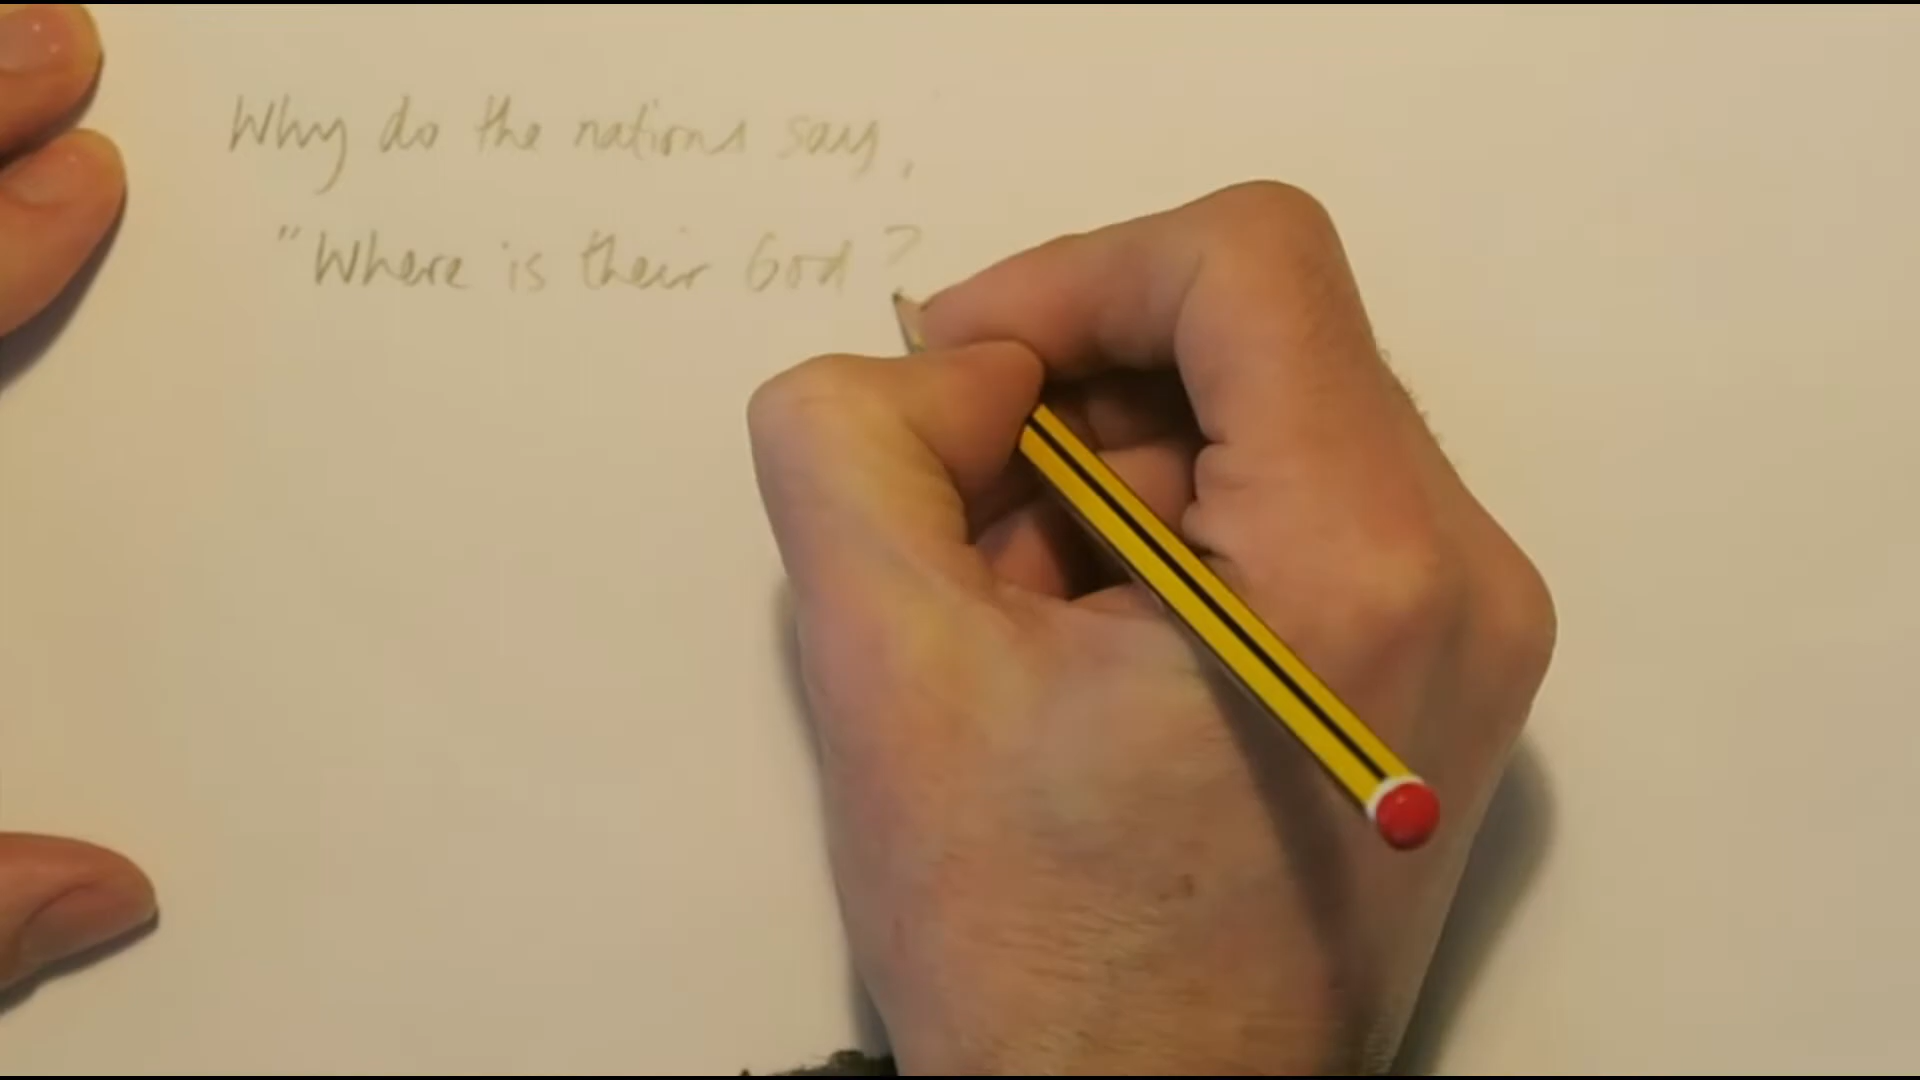 Why do the nations say,
"Where is their God?